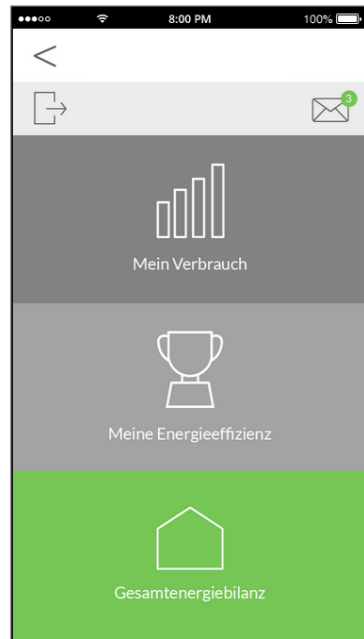 8:00 PM 100%
3
Mein Verbrauch
Meine Energieeffizienz
Gesamtenergiebilanz